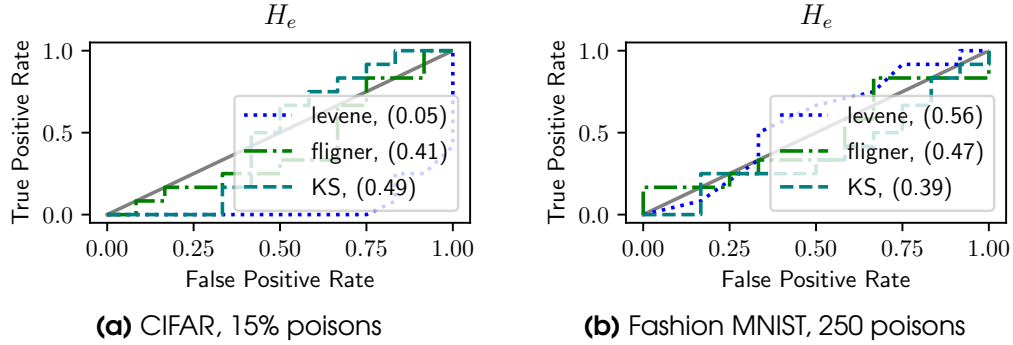 H_e
True Positive Rate
1.0
0.5
0.0
levene, (0.05)
fligner, (0.41)
KS, (0.49)
0.00 0.25 0.50 0.75 1.00
False Positive Rate
(a) CIFAR, 15% poisons
H_e
True Positive Rate
1.0
0.5
0.0
levene, (0.56)
fligner, (0.47)
KS, (0.39)
0.00 0.25 0.50 0.75 1.00
False Positive Rate
(b) Fashion MNIST, 250 poisons